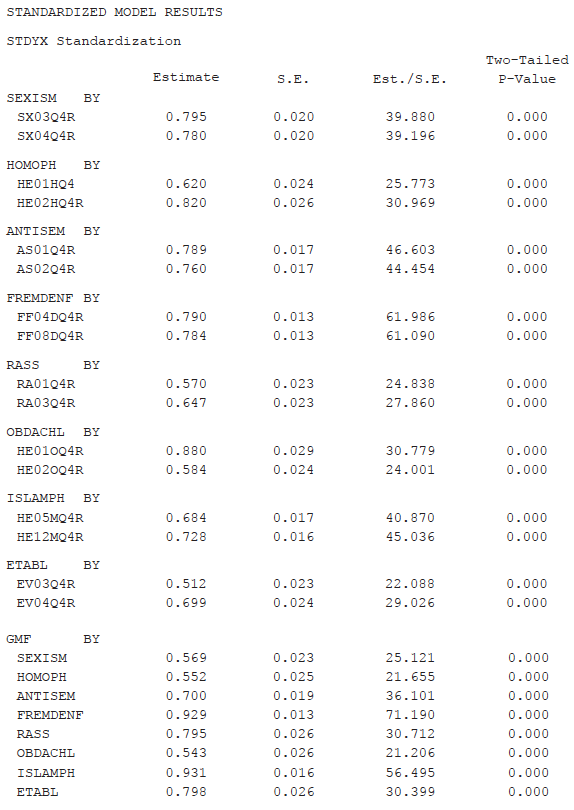 STANDARDIZED MODEL RESULTS
STDYX Standardization
Two-Tailed
Estimate S.E. Est./S.E. P-Value
SEXISM BY
SX03Q4R 0.795 0.020 39.880 0.000
SX04Q4R 0.780 0.020 39.196 0.000
HOMOPH BY
HE01HQ4 0.620 0.024 25.773 0.000
HE02HQ4R 0.820 0.026 30.969 0.000
ANTISEM BY
AS01Q4R 0.789 0.017 46.603 0.000
AS02Q4R 0.760 0.017 44.454 0.000
FREMDENF BY
FF04DQ4R 0.790 0.013 61.986 0.000
FF08DQ4R 0.784 0.013 61.090 0.000
RASS BY
RA01Q4R 0.570 0.023 24.838 0.000
RA03Q4R 0.647 0.023 27.860 0.000
OBDACHL BY
HE01OQ4R 0.880 0.029 30.779 0.000
HE02OQ4R 0.584 0.024 24.001 0.000
ISLAMPH BY
HE05MQ4R 0.684 0.017 40.870 0.000
HE12MQ4R 0.728 0.016 45.036 0.000
ETABL BY
EV03Q4R 0.512 0.023 22.088 0.000
EV04Q4R 0.699 0.024 29.026 0.000
GMF BY
SEXISM 0.569 0.023 25.121 0.000
HOMOPH 0.552 0.025 21.655 0.000
ANTISEM 0.700 0.019 36.101 0.000
FREMDENF 0.929 0.013 71.190 0.000
RASS 0.795 0.026 30.712 0.000
OBDACHL 0.543 0.026 21.206 0.000
ISLAMPH 0.931 0.016 56.495 0.000
ETABL 0.798 0.026 30.399 0.000